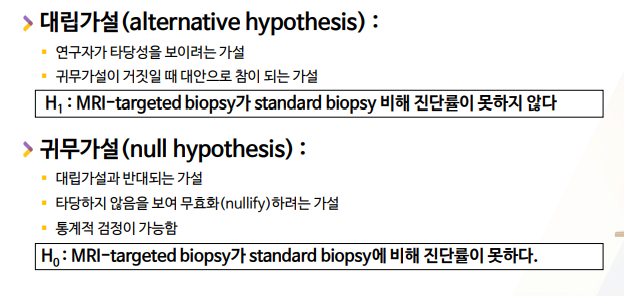 대립가설(alternative hypothesis) :
연구자가 타당성을 보이려는 가설
귀무가설이 거짓일 때 대안으로 참이 되는 가설
H₁ : MRI-targeted biopsy가 standard biopsy 비해 진단률이 못하지 않다
귀무가설(null hypothesis) :
대립가설과 반대되는 가설
타당하지 않음을 보여 무효화(nullify)하려는 가설
통계적 검정이 가능함
H₀ : MRI-targeted biopsy가 standard biopsy에 비해 진단률이 못하다.